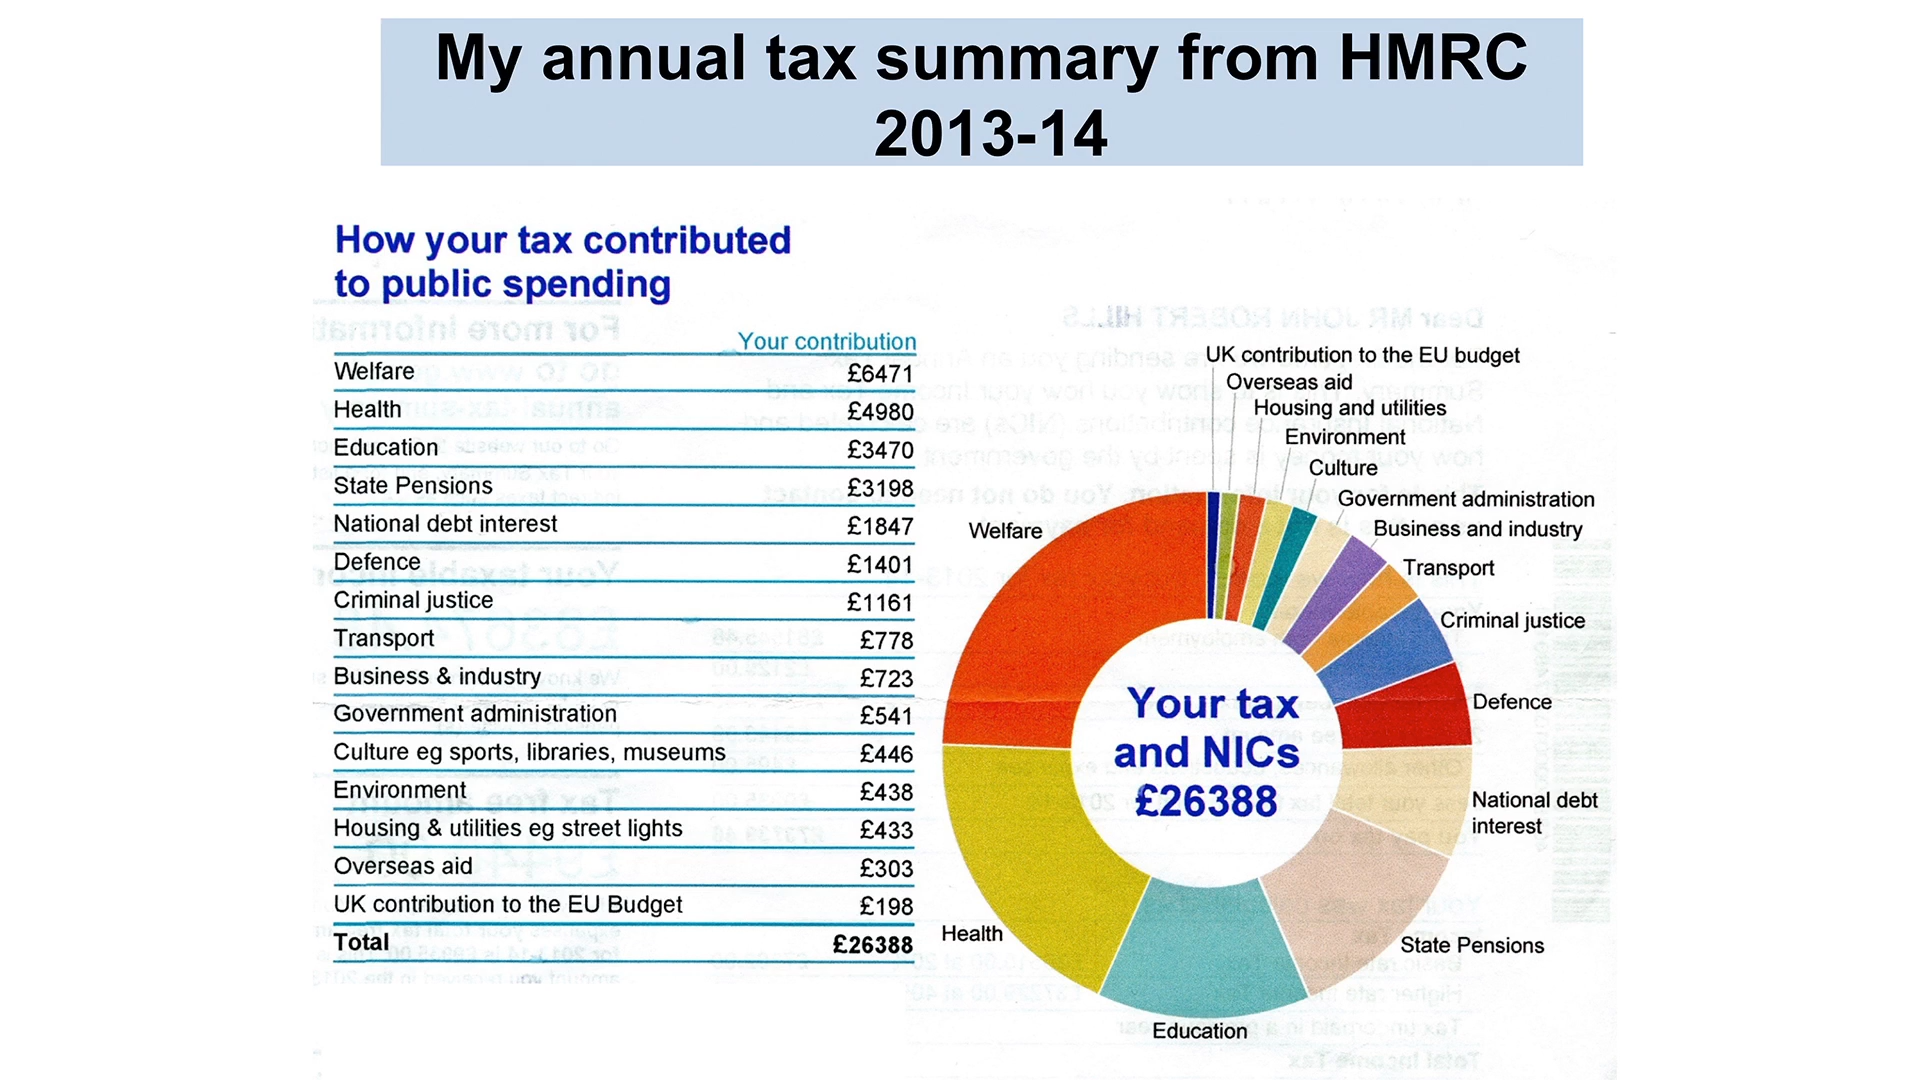 My annual tax summary from HMRC
2013-14
How your tax contributed
to public spending
Your contribution
Welfare £6471
Health £4980
Education £3470
State Pensions £3198
National debt interest £1847
Defence £1401
Criminal justice £1161
Transport £778
Business & industry £723
Government administration £541
Culture eg sports, libraries, museums £446
Environment £438
Housing & utilities eg street lights £433
Overseas aid £303
UK contribution to the EU Budget £198
Total £26388
UK contribution to the EU budget
Overseas aid
Housing and utilities
Environment
Culture
Government administration
Business and industry
Transport
Criminal justice
Defence
National debt
interest
State Pensions
Education
Health
Welfare
Your tax
and NICs
£26388